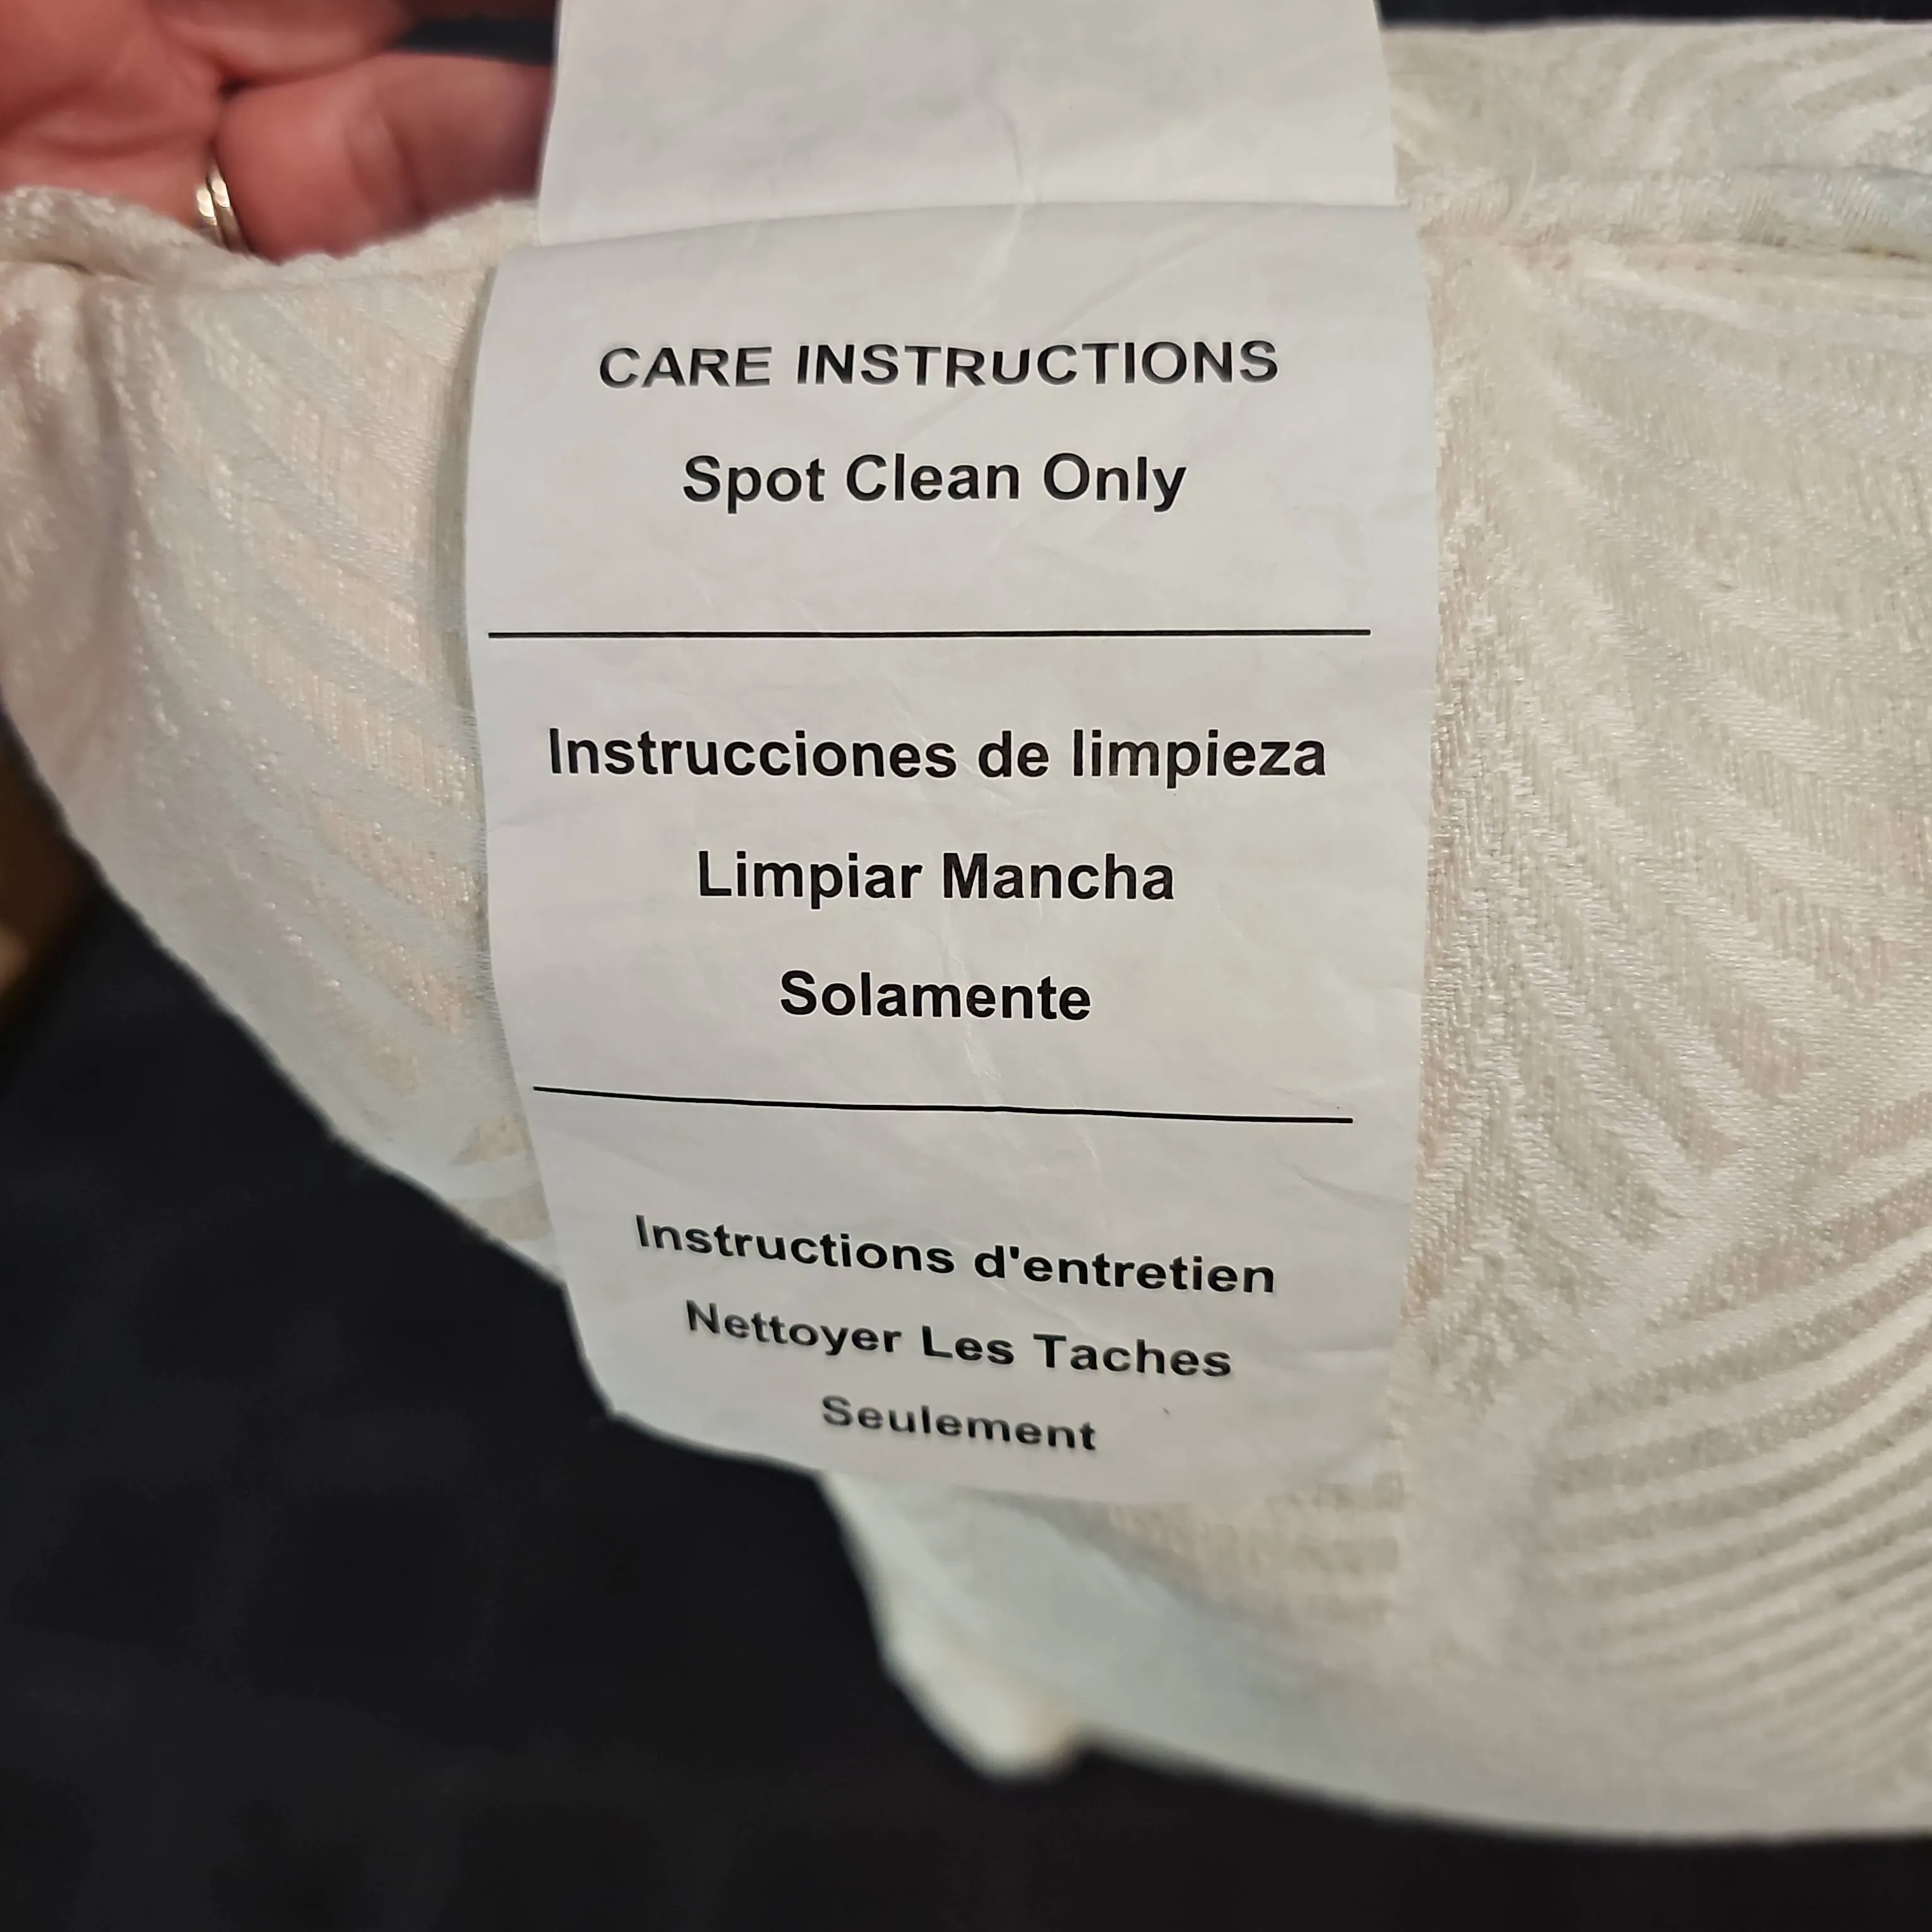 CARE INSTRUCTIONS
Spot Clean Only
Instrucciones de limpieza
Limpiar Mancha
Solamente
Instructions d'entretien
Nettoyer Les Taches
Seulement